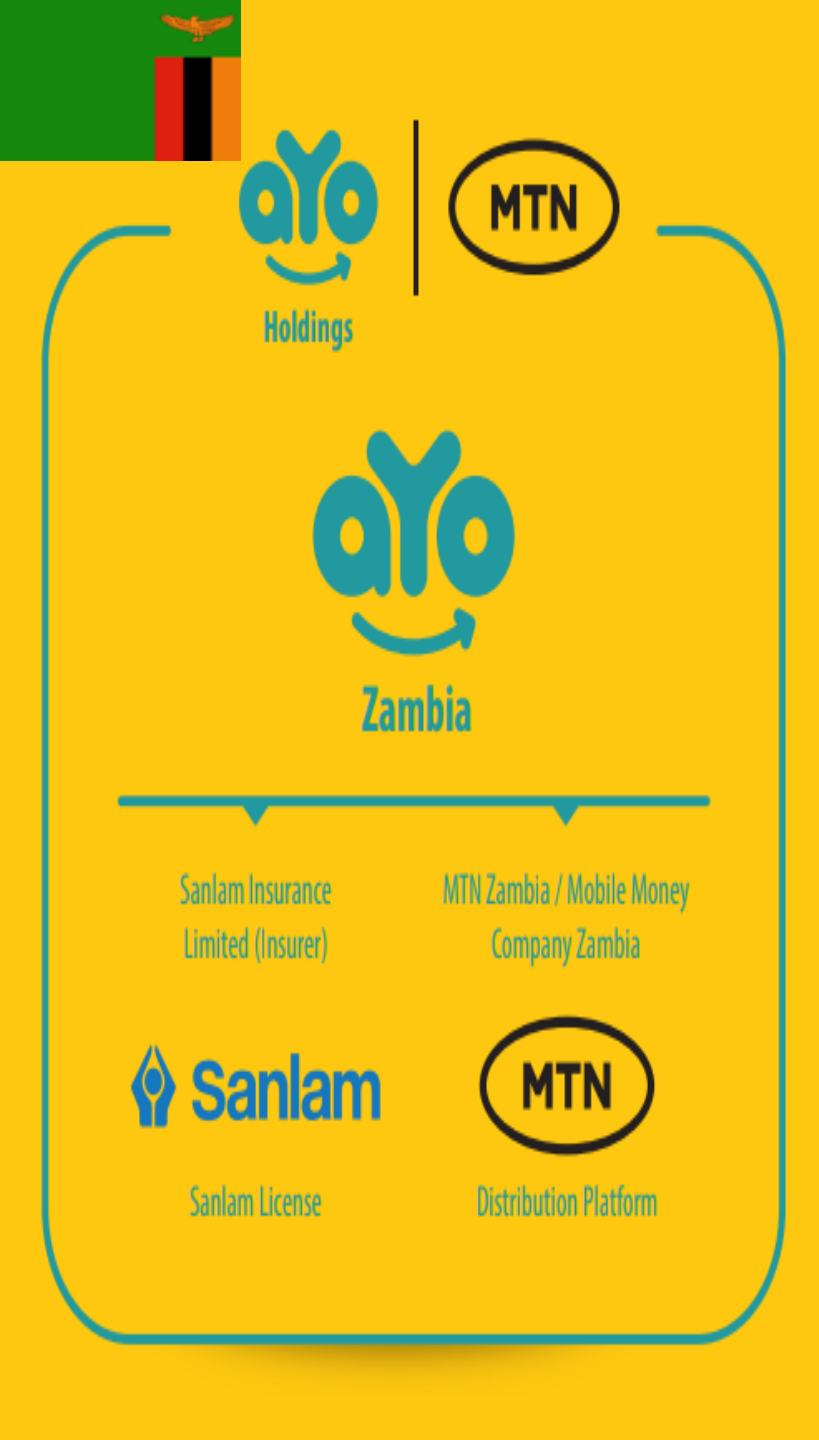 aYo
MTN
Holdings
aYo
Zambia
Sanlam Insurance
Limited (Insurer)
MTN Zambia / Mobile Money
Company Zambia
Sanlam
MTN
Sanlam License
Distribution Platform